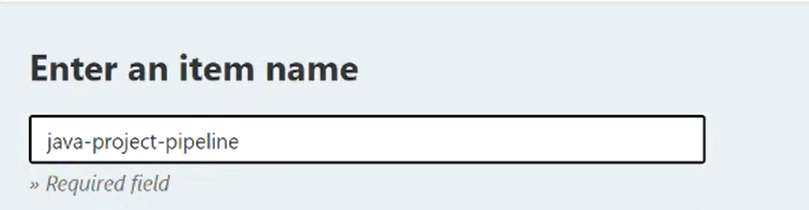 Enter an item name
java-project-pipeline
» Required field